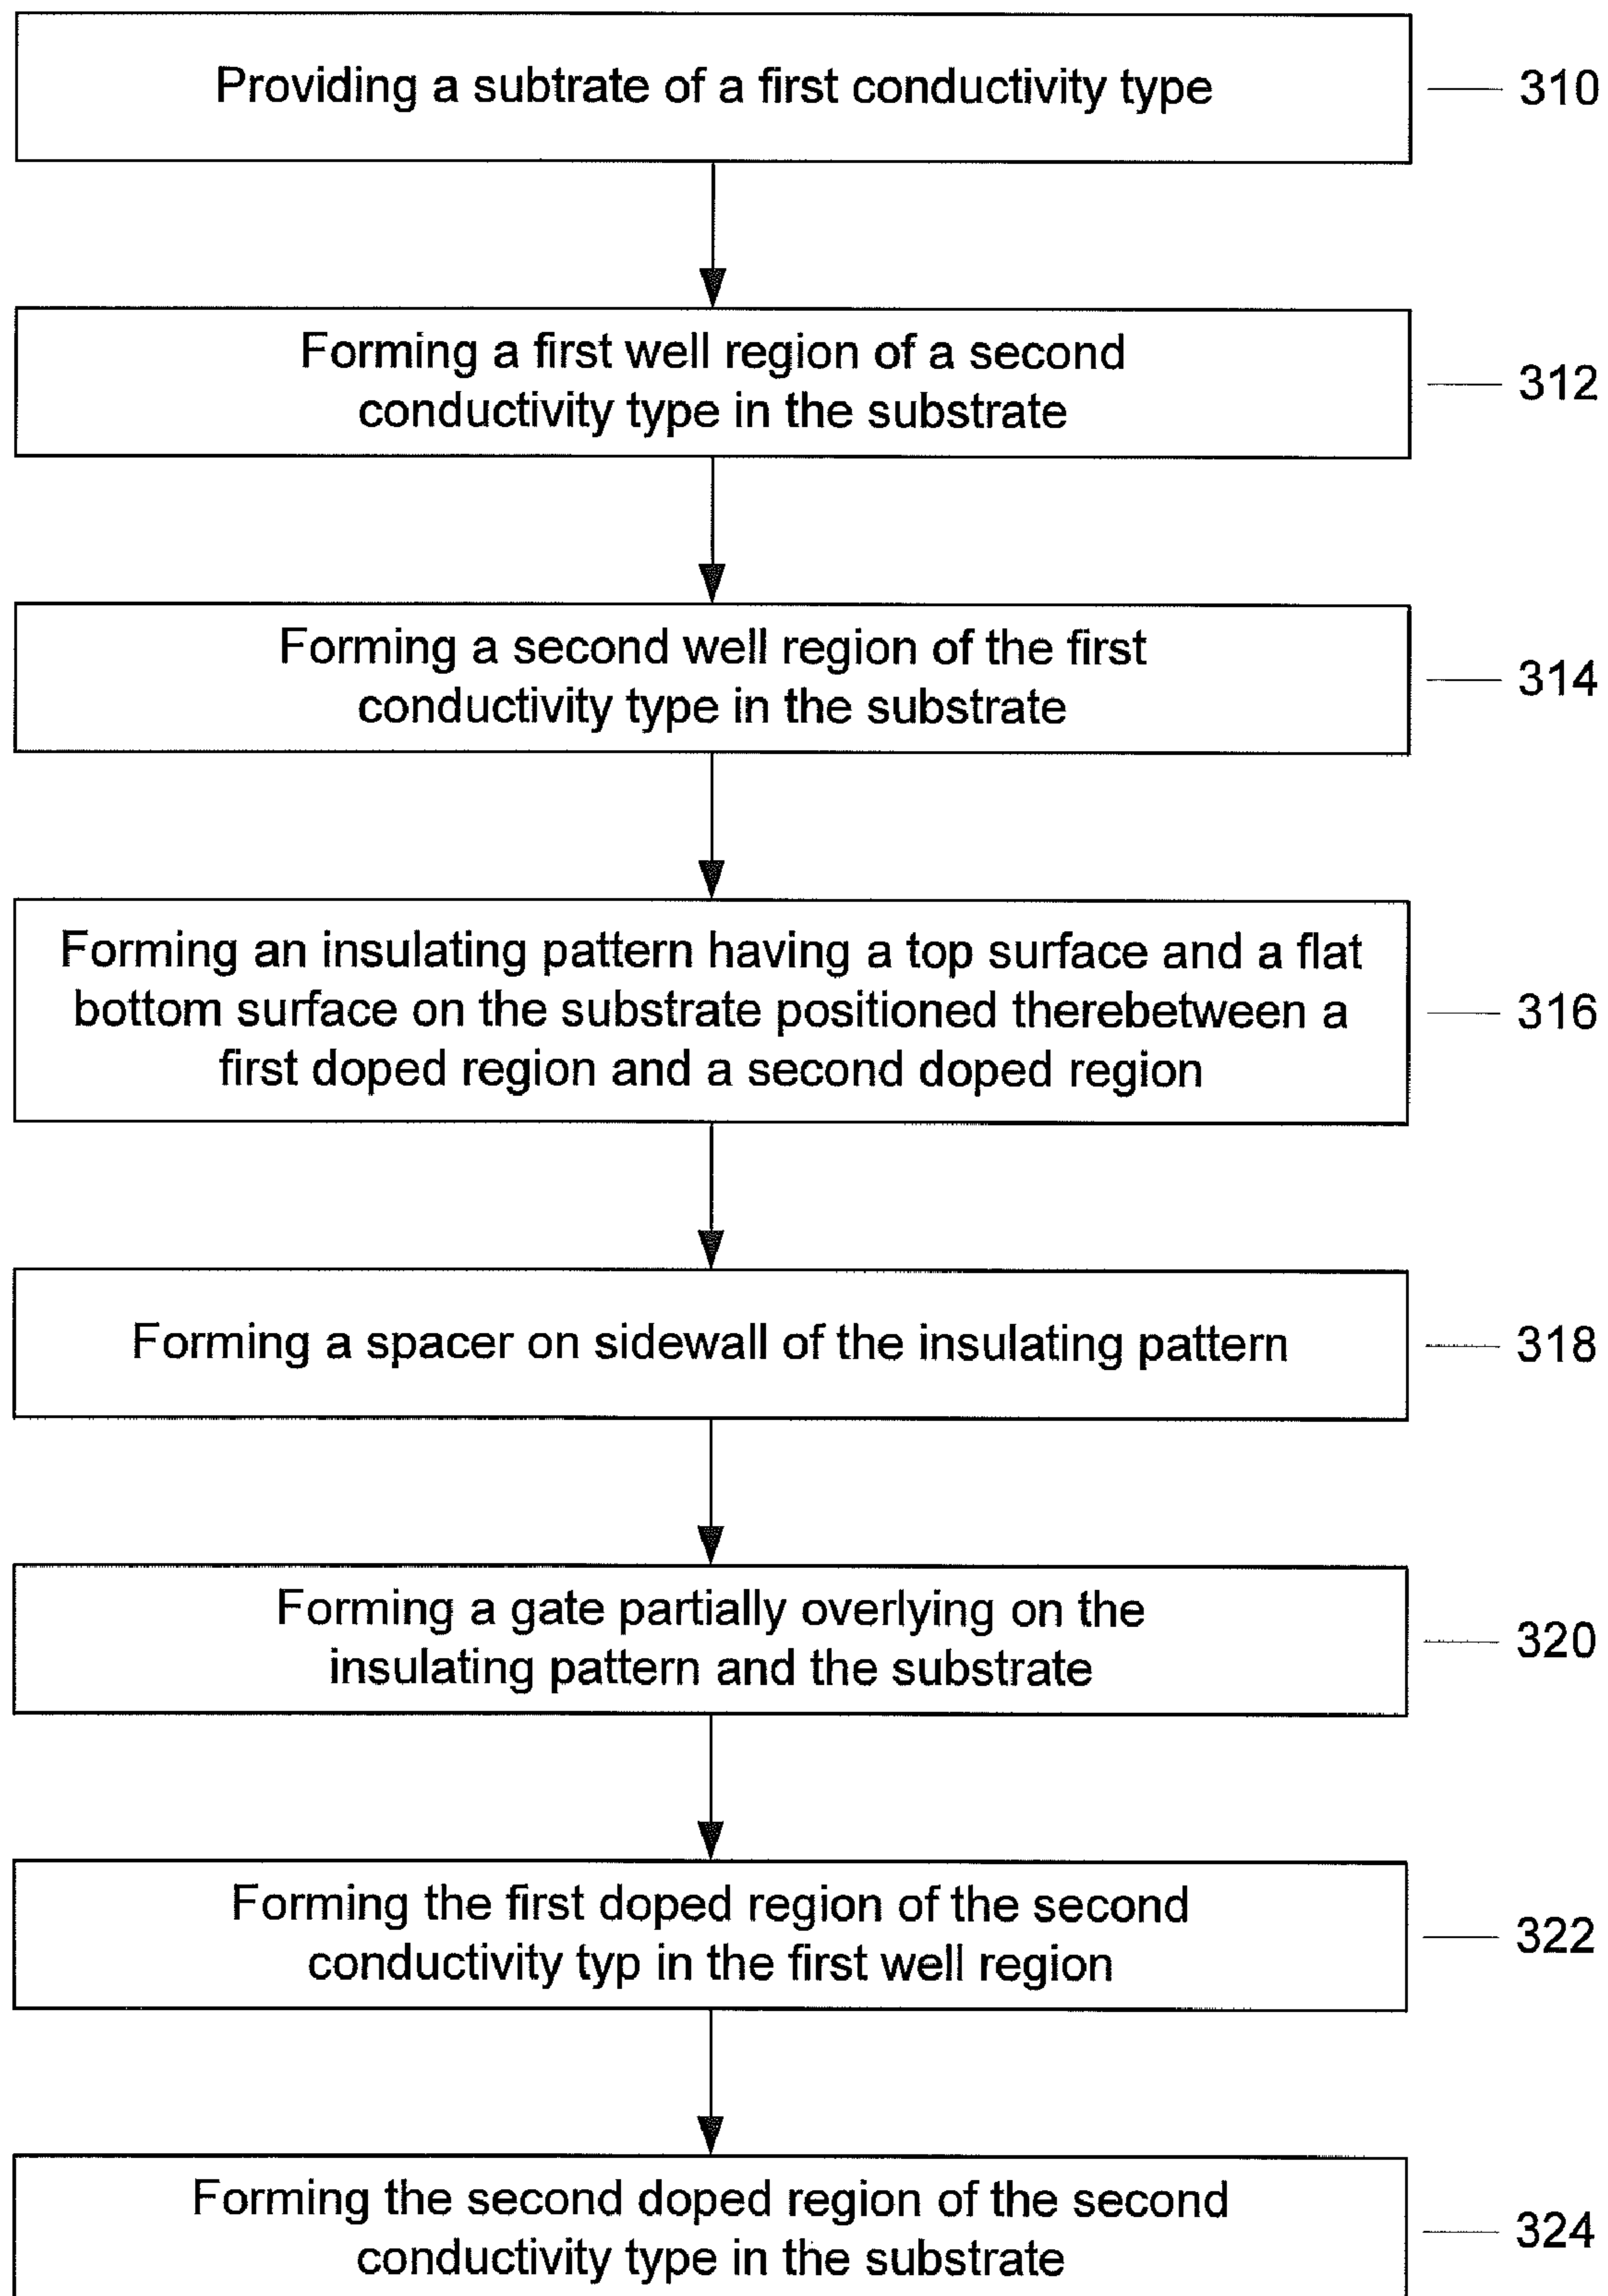 Providing a subtrate of a first conductivity type
310
Forming a first well region of a second
conductivity type in the substrate
312
Forming a second well region of the first
conductivity type in the substrate
314
Forming an insulating pattern having a top surface and a flat
bottom surface on the substrate positioned therebetween a
first doped region and a second doped region
316
Forming a spacer on sidewall of the insulating pattern
318
Forming a gate partially overlying on the
insulating pattern and the substrate
320
Forming the first doped region of the second
conductivity typ in the first well region
322
Forming the second doped region of the second
conductivity type in the substrate
324